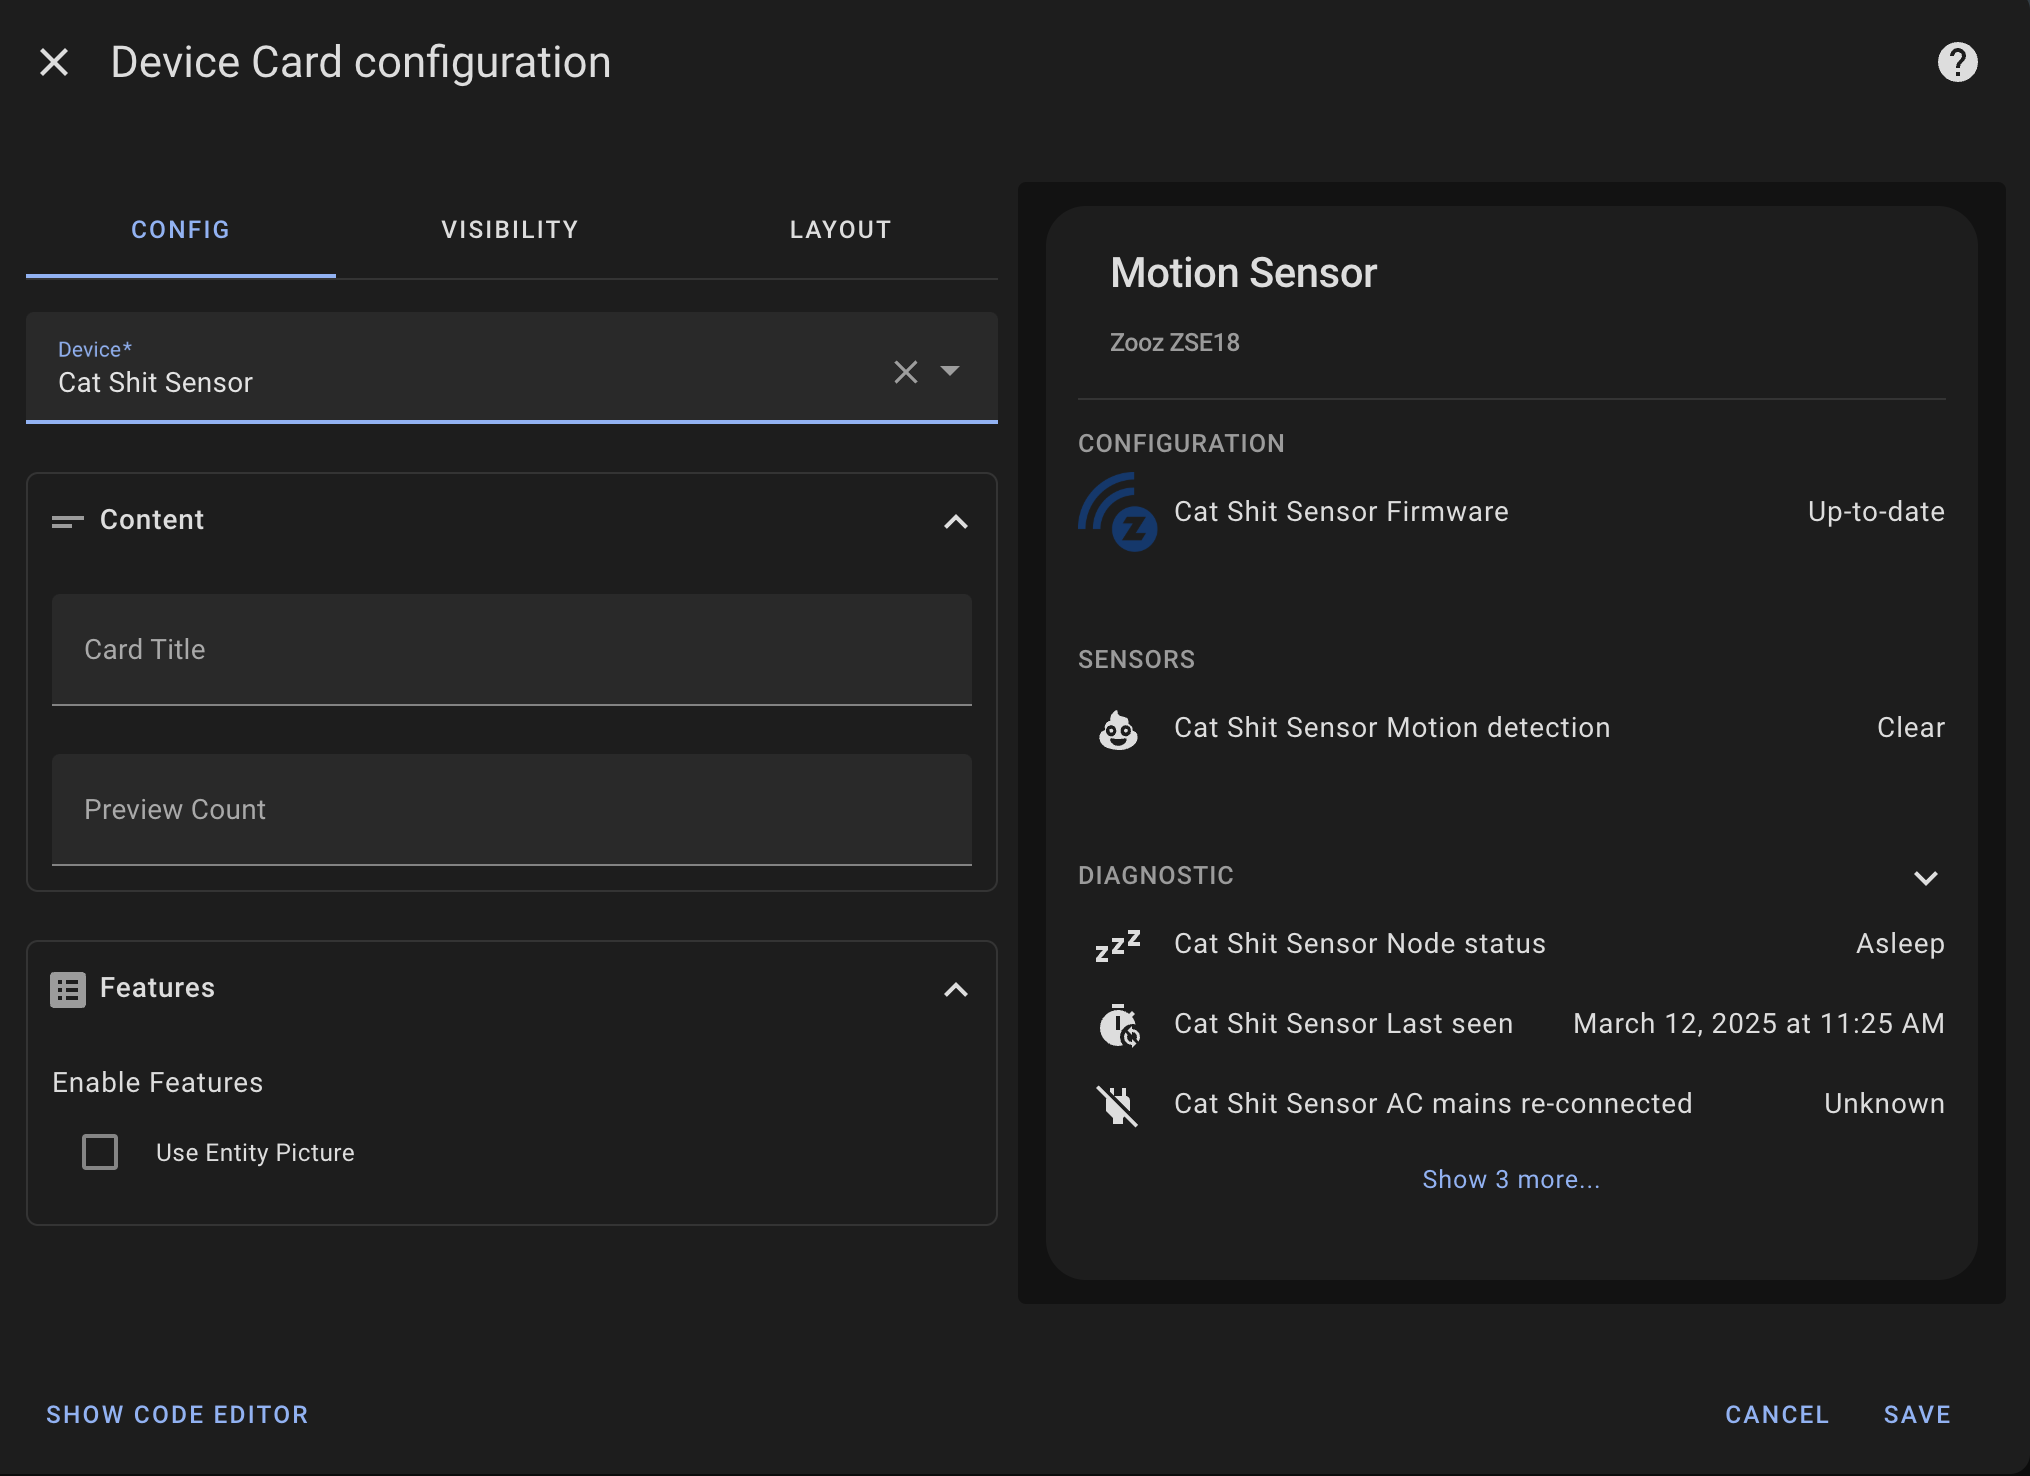 Device Card configuration
CONFIG
VISIBILITY
LAYOUT
Device*
Cat Shit Sensor
Content
Card Title
Preview Count
Features
Enable Features
Use Entity Picture
Motion Sensor
Zooz ZSE18
CONFIGURATION
Cat Shit Sensor Firmware Up-to-date
SENSORS
Cat Shit Sensor Motion detection Clear
DIAGNOSTIC
Cat Shit Sensor Node status Asleep
Cat Shit Sensor Last seen March 12, 2025 at 11:25 AM
Cat Shit Sensor AC mains re-connected Unknown
Show 3 more...
SHOW CODE EDITOR
CANCEL
SAVE